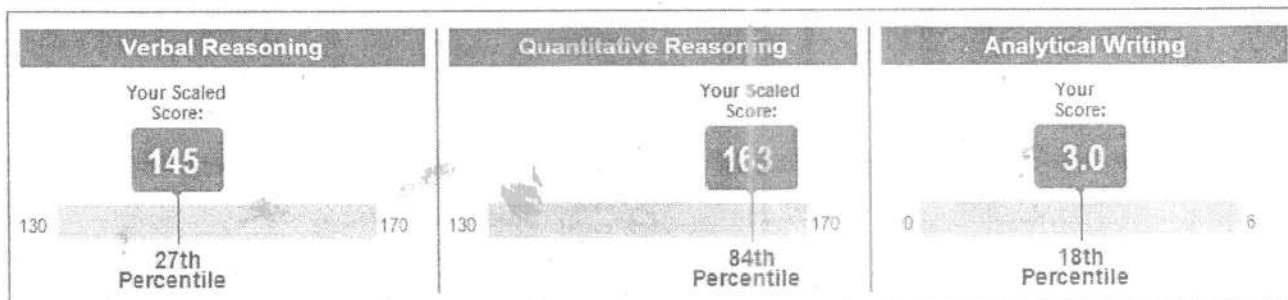 Verbal Reasoning
Your Scaled
Score:
145
130
170
27th
Percentile
Quantitative Reasoning
Your Scaled
Score:
163
130
170
84th
Percentile
Analytical Writing
Your
Score:
3.0
0
6
18th
Percentile